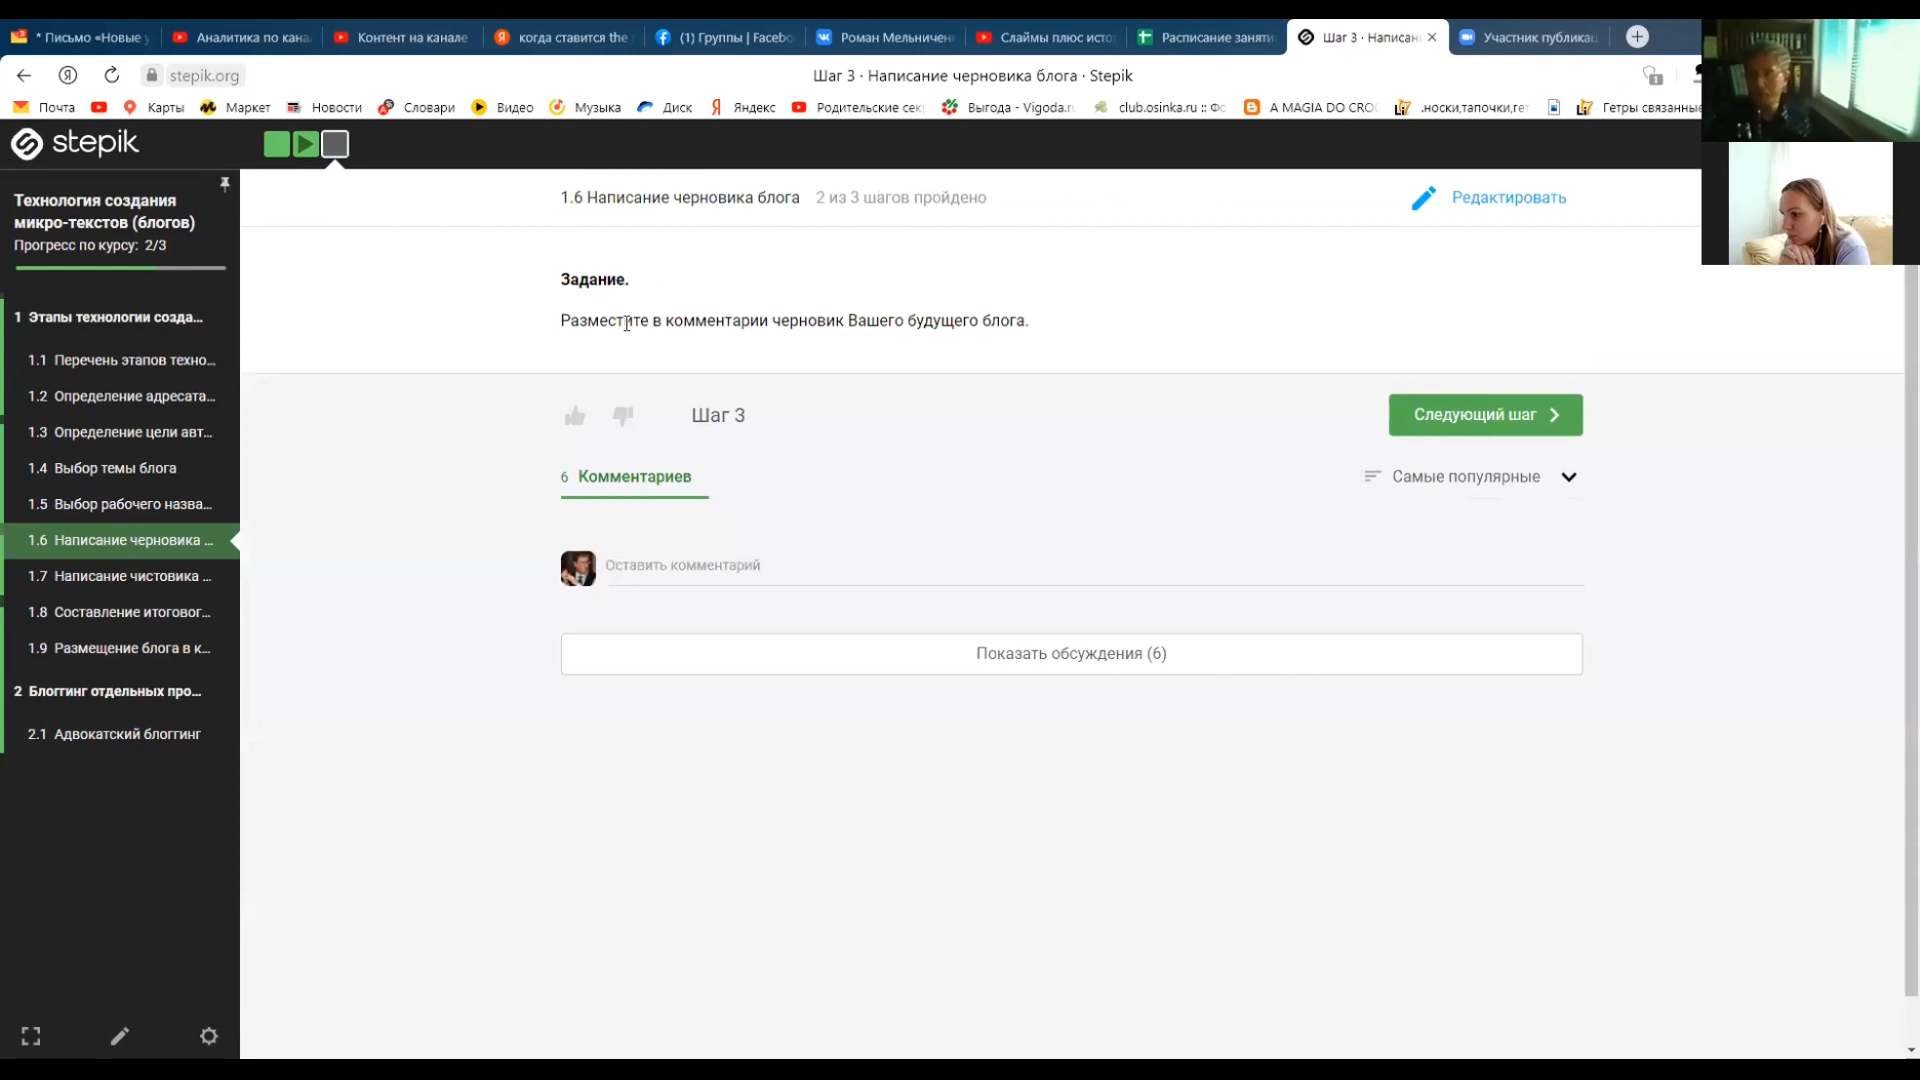 * Письмо «Новые у
Аналитика по кана
Контент на канале
когда ставится the
(1) Группы | Facebo
Роман Мельничен
Слаймы плюс исто
Расписание заняти
Шаг 3 · Написан
Участник публикац
stepik.org
Шаг 3 · Написание черновика блога · Stepik
Почта
Карты
Маркет
Новости
Словари
Видео
Музыка
Диск
Яндекс
Родительские сек
Выгода - Vigoda.ru
club.osinka.ru :: Фо
A MAGIA DO CROC
.носки,тапочки,гет
Гетры связанные
stepik
Технология создания
микро-текстов (блогов)
Прогресс по курсу: 2/3
1 Этапы технологии созда...
1.1 Перечень этапов техно...
1.2 Определение адресата...
1.3 Определение цели авт...
1.4 Выбор темы блога
1.5 Выбор рабочего назва...
1.6 Написание черновика ...
1.7 Написание чистовика ...
1.8 Составление итоговог...
1.9 Размещение блога в к...
2 Блоггинг отдельных про...
2.1 Адвокатский блоггинг
1.6 Написание черновика блога 2 из 3 шагов пройдено
Редактировать
Задание.
Разместите в комментарии черновик Вашего будущего блога.
Шаг 3
Следующий шаг
6 Комментариев
Самые популярные
Оставить комментарий
Показать обсуждения (6)